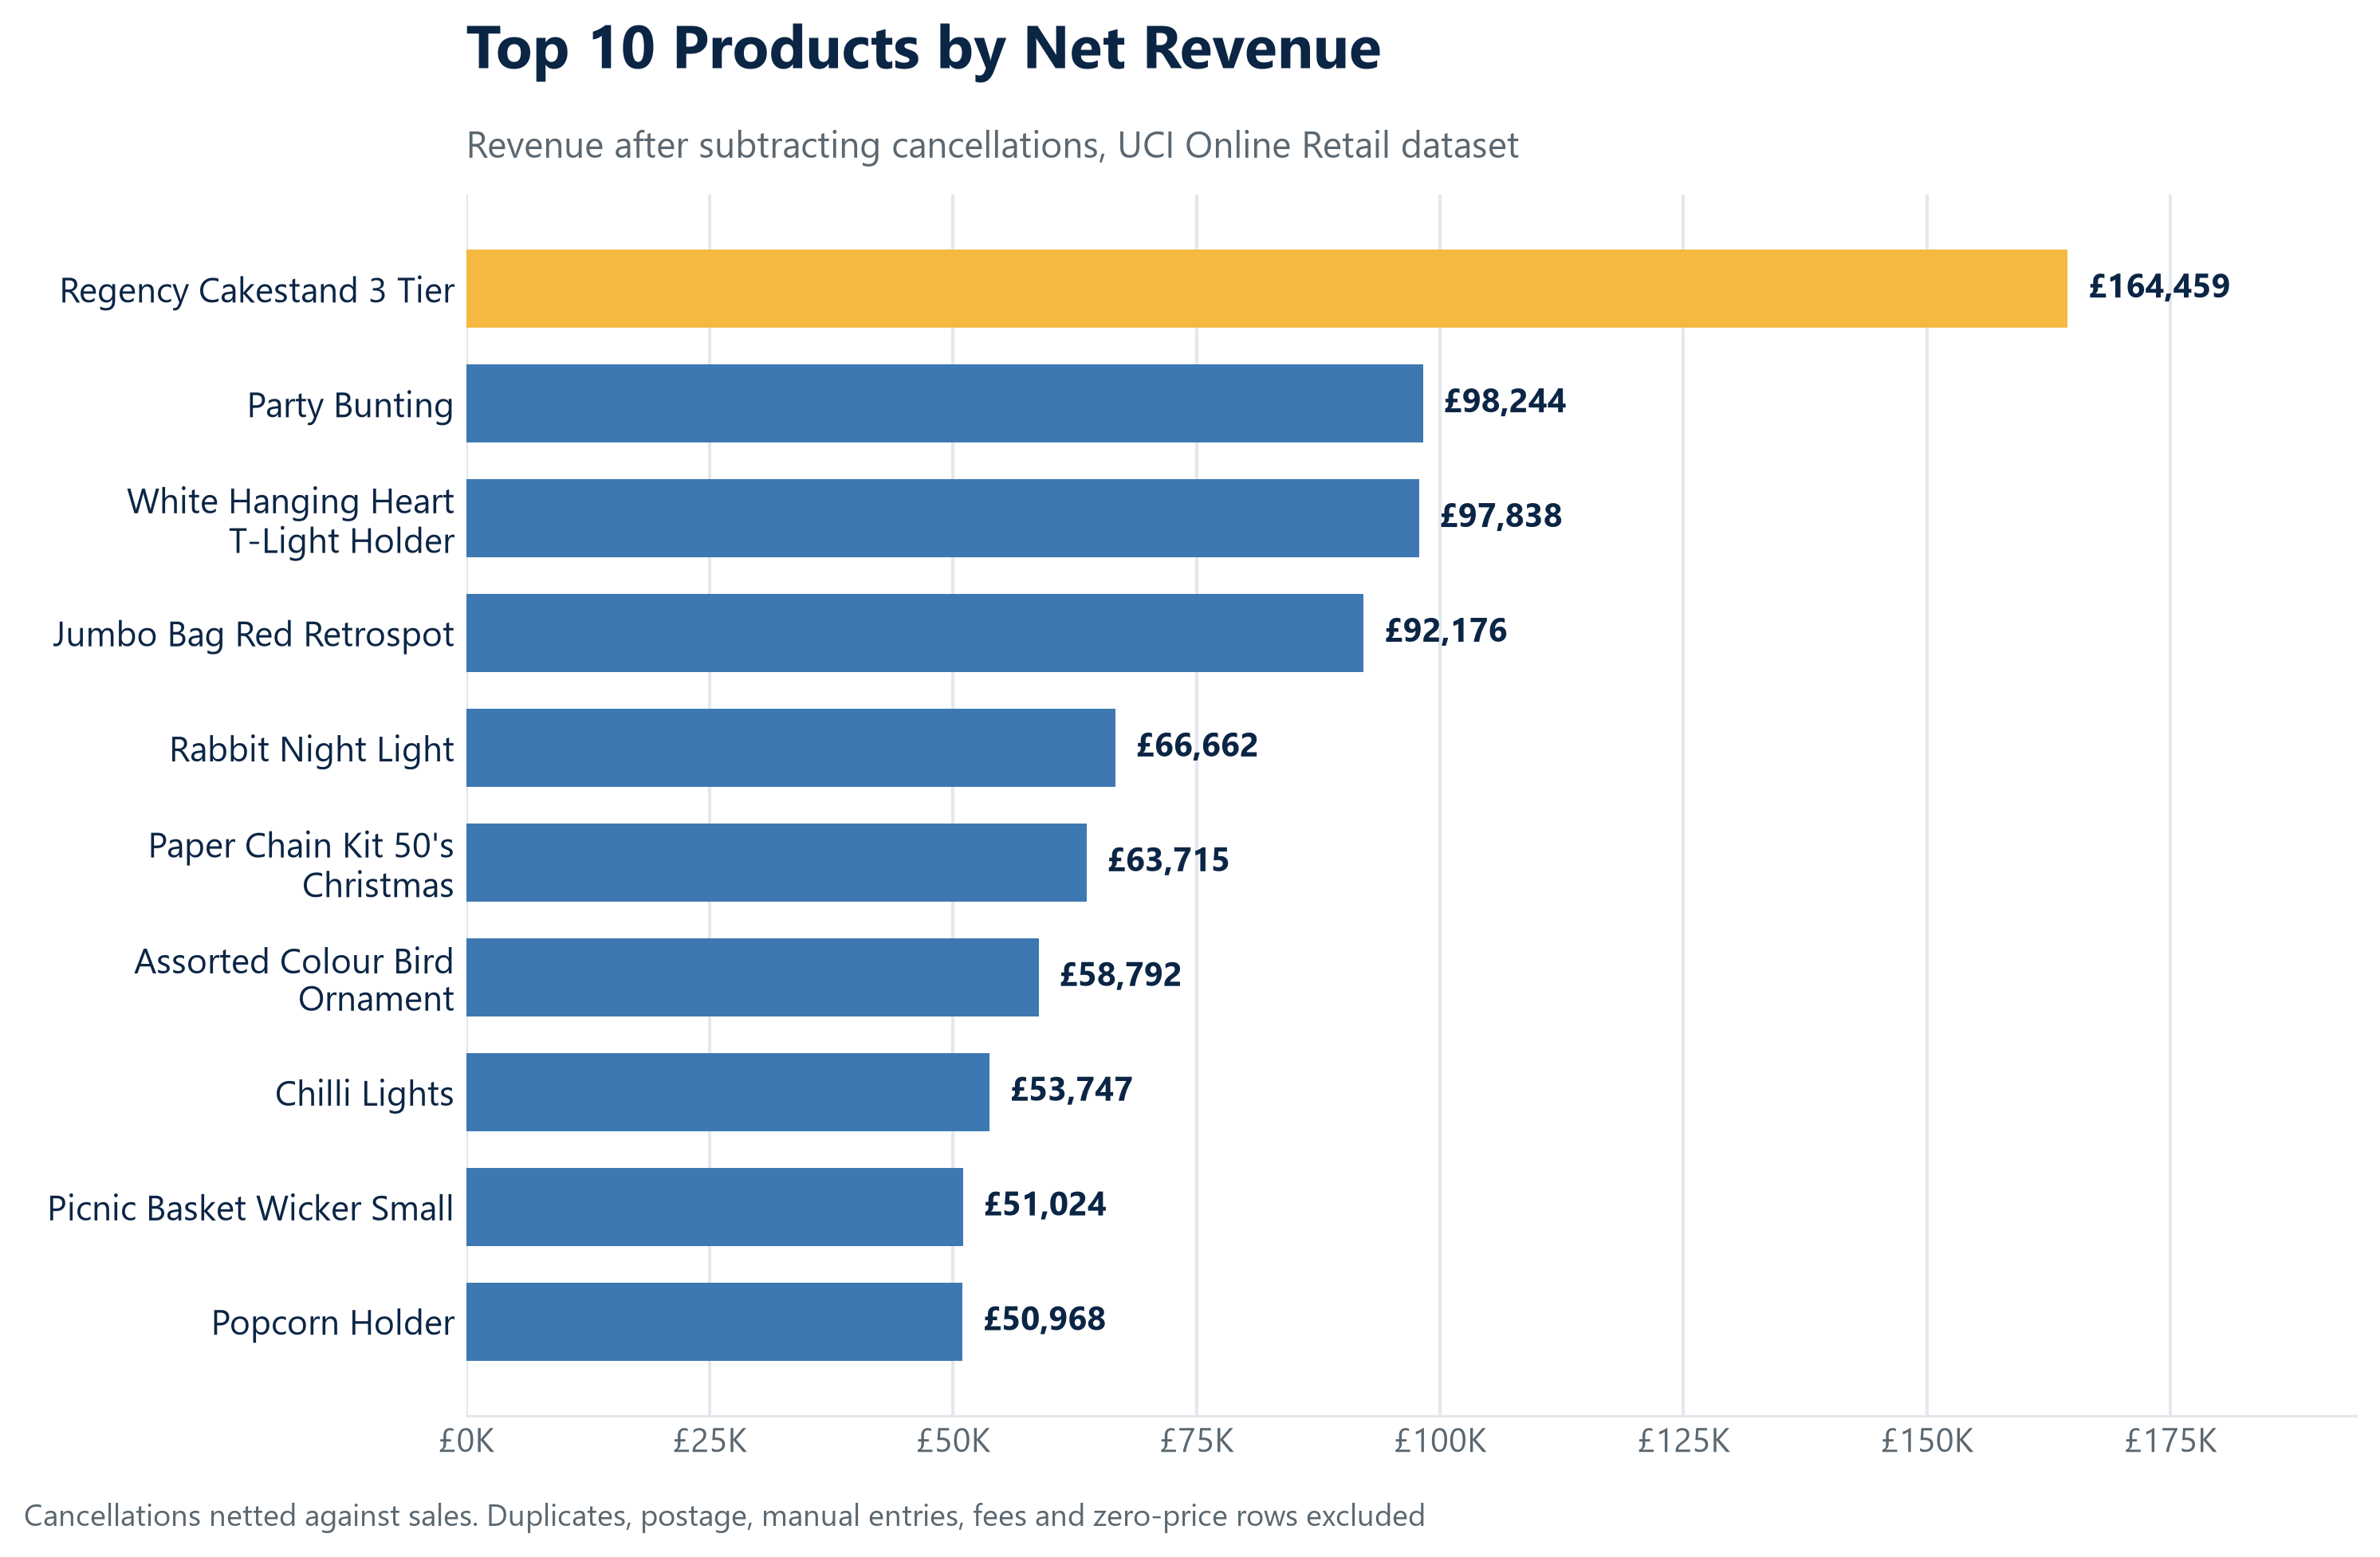 Top 10 Products by Net Revenue
Revenue after subtracting cancellations, UCI Online Retail dataset
Regency Cakestand 3 Tier
£164,459
Party Bunting
£98,244
White Hanging Heart
T-Light Holder
£97,838
Jumbo Bag Red Retrospot
£92,176
Rabbit Night Light
£66,662
Paper Chain Kit 50's
Christmas
£63,715
Assorted Colour Bird
Ornament
£58,792
Chilli Lights
£53,747
Picnic Basket Wicker Small
£51,024
Popcorn Holder
£50,968
£0K £25K £50K £75K £100K £125K £150K £175K
Cancellations netted against sales. Duplicates, postage, manual entries, fees and zero-price rows excluded